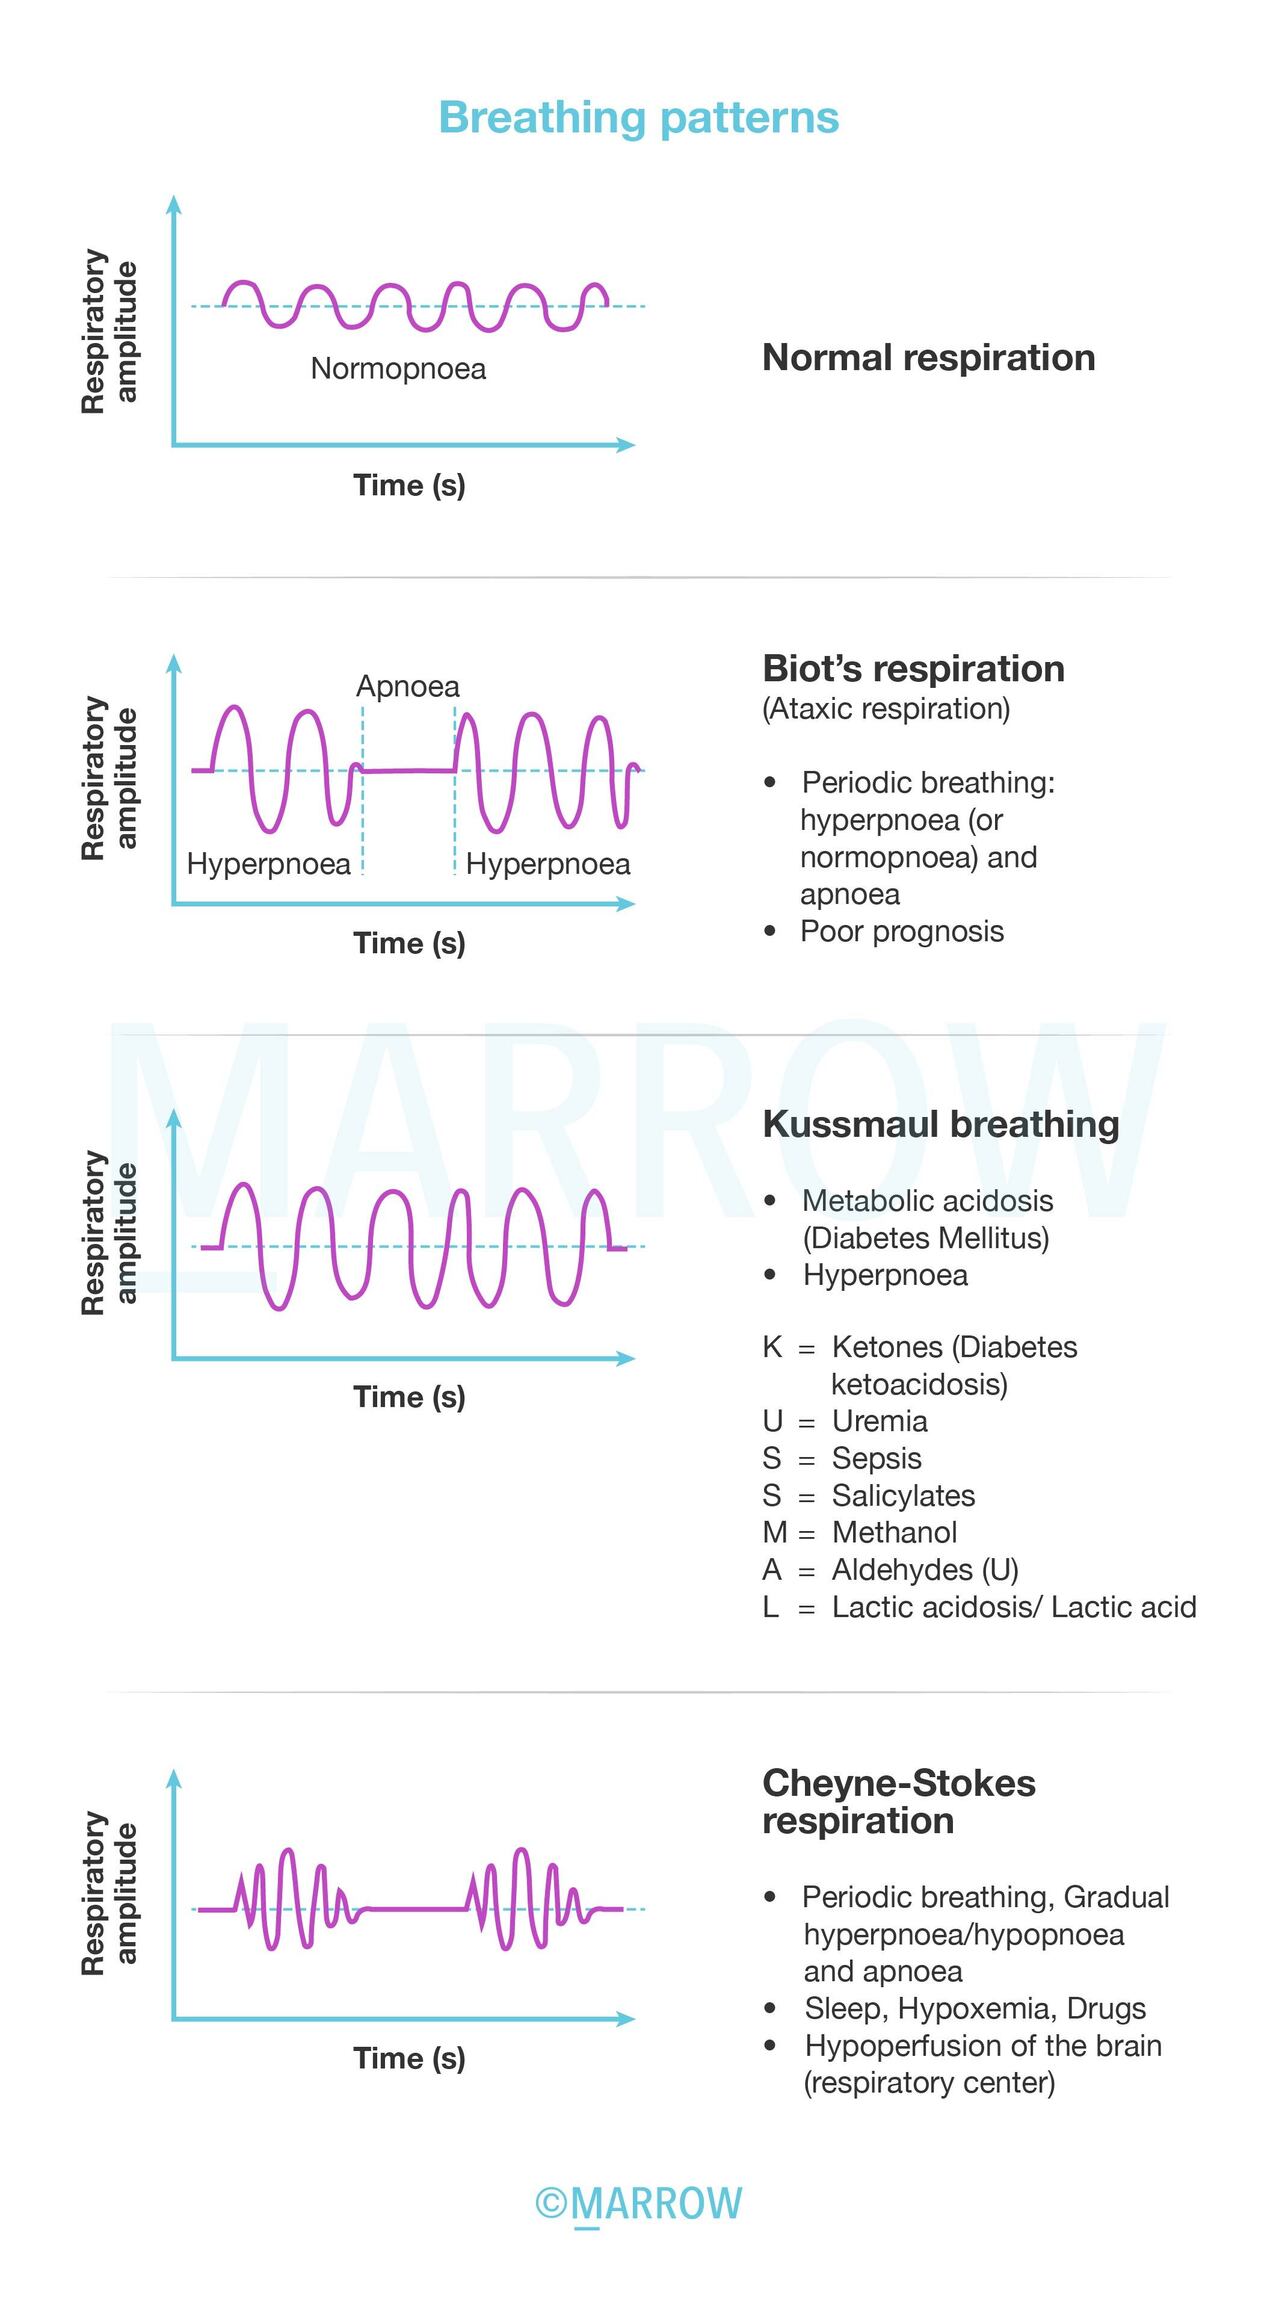 Breathing patterns
Respiratory
amplitude
Normopnoea
Time (s)
Normal respiration
Respiratory
amplitude
Apnoea
Hyperpnoea
Hyperpnoea
Time (s)
Biot’s respiration
(Ataxic respiration)
• Periodic breathing:
hyperpnoea (or
normopnoea) and
apnoea
• Poor prognosis
MARROW
Respiratory
amplitude
Time (s)
Kussmaul breathing
• Metabolic acidosis
(Diabetes Mellitus)
• Hyperpnoea
K = Ketones (Diabetes
ketoacidosis)
U = Uremia
S = Sepsis
S = Salicylates
M = Methanol
A = Aldehydes (U)
L = Lactic acidosis/ Lactic acid
Respiratory
amplitude
Time (s)
Cheyne-Stokes
respiration
• Periodic breathing, Gradual
hyperpnoea/hypopnoea
and apnoea
• Sleep, Hypoxemia, Drugs
• Hypoperfusion of the brain
(respiratory center)
©MARROW